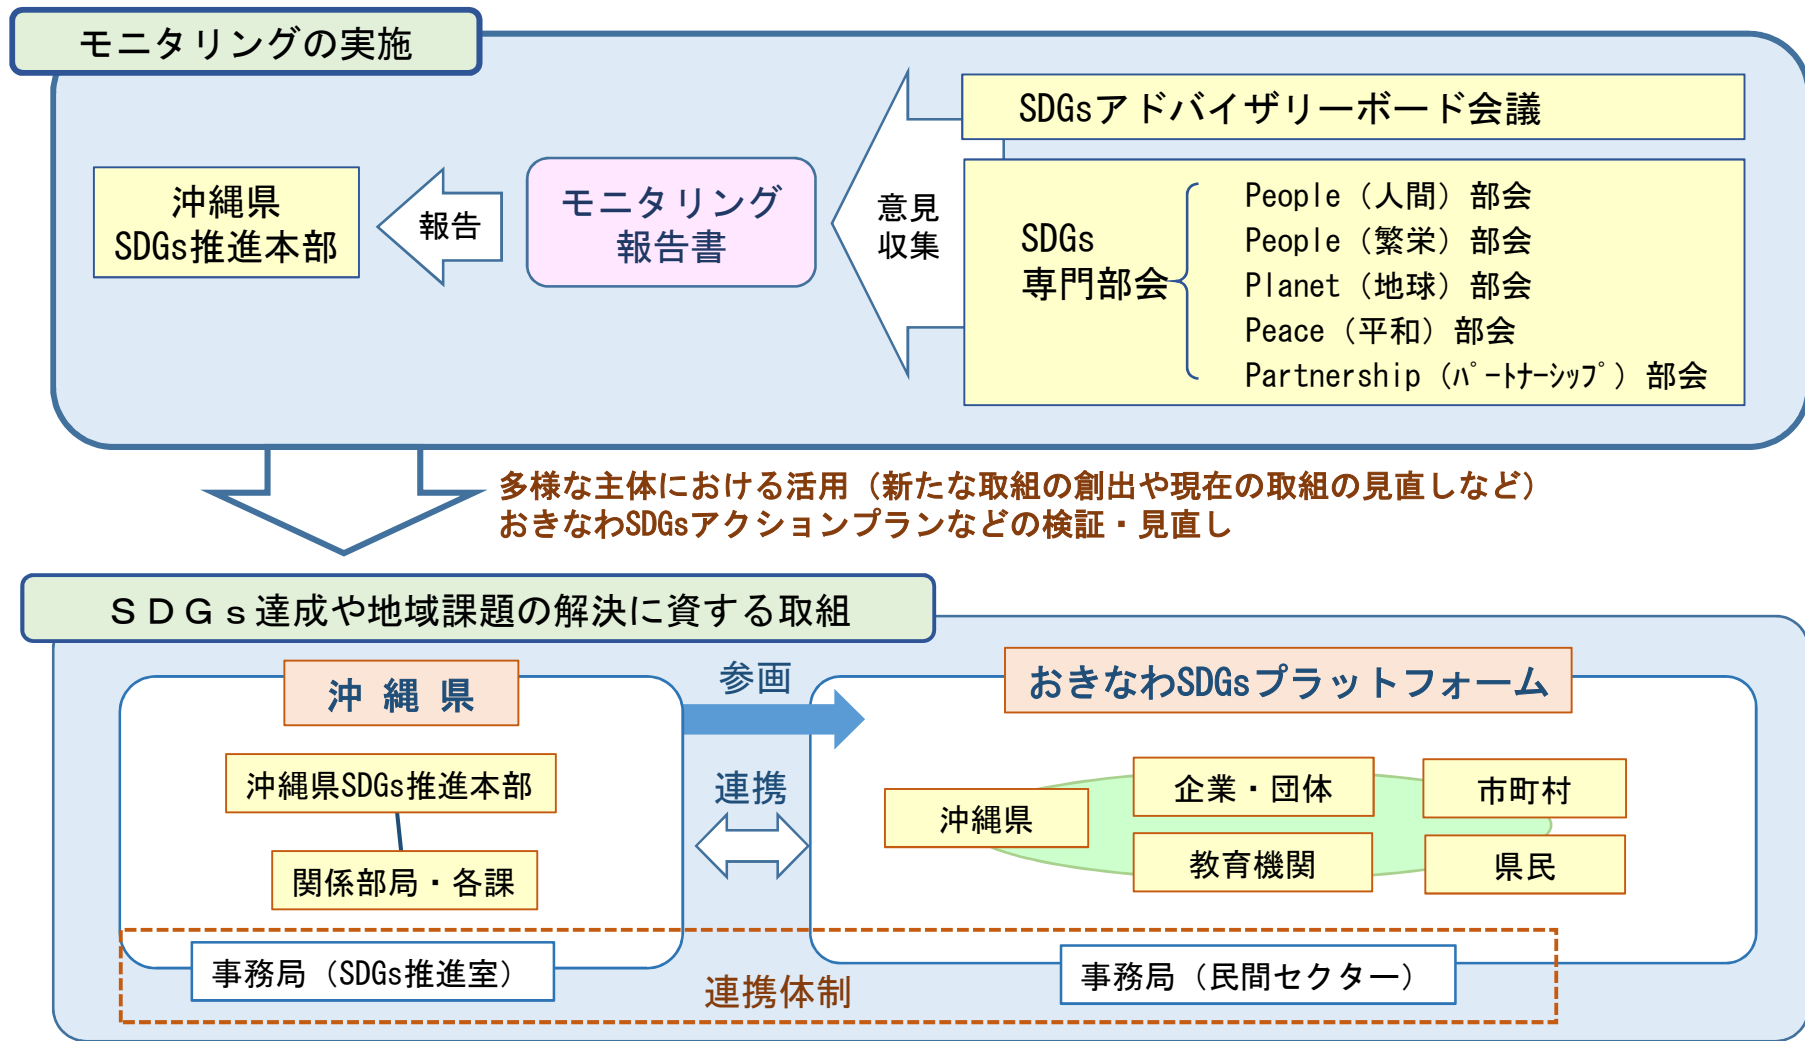 モニタリングの実施
SDGsアドバイザリーボード会議
沖縄県
SDGs推進本部
報告
モニタリング
報告書
意見
収集
SDGs
専門部会
People（人間）部会
People（繁栄）部会
Planet（地球）部会
Peace（平和）部会
Partnership（ﾊﾟｰﾄﾅｰｼｯﾌﾟ）部会
多様な主体における活用（新たな取組の創出や現在の取組の見直しなど）
おきなわSDGsアクションプランなどの検証・見直し
ＳＤＧｓ達成や地域課題の解決に資する取組
沖 縄 県
沖縄県SDGs推進本部
関係部局・各課
事務局（SDGs推進室）
参画
連携
おきなわSDGsプラットフォーム
沖縄県
企業・団体
市町村
教育機関
県民
事務局（民間セクター）
連携体制